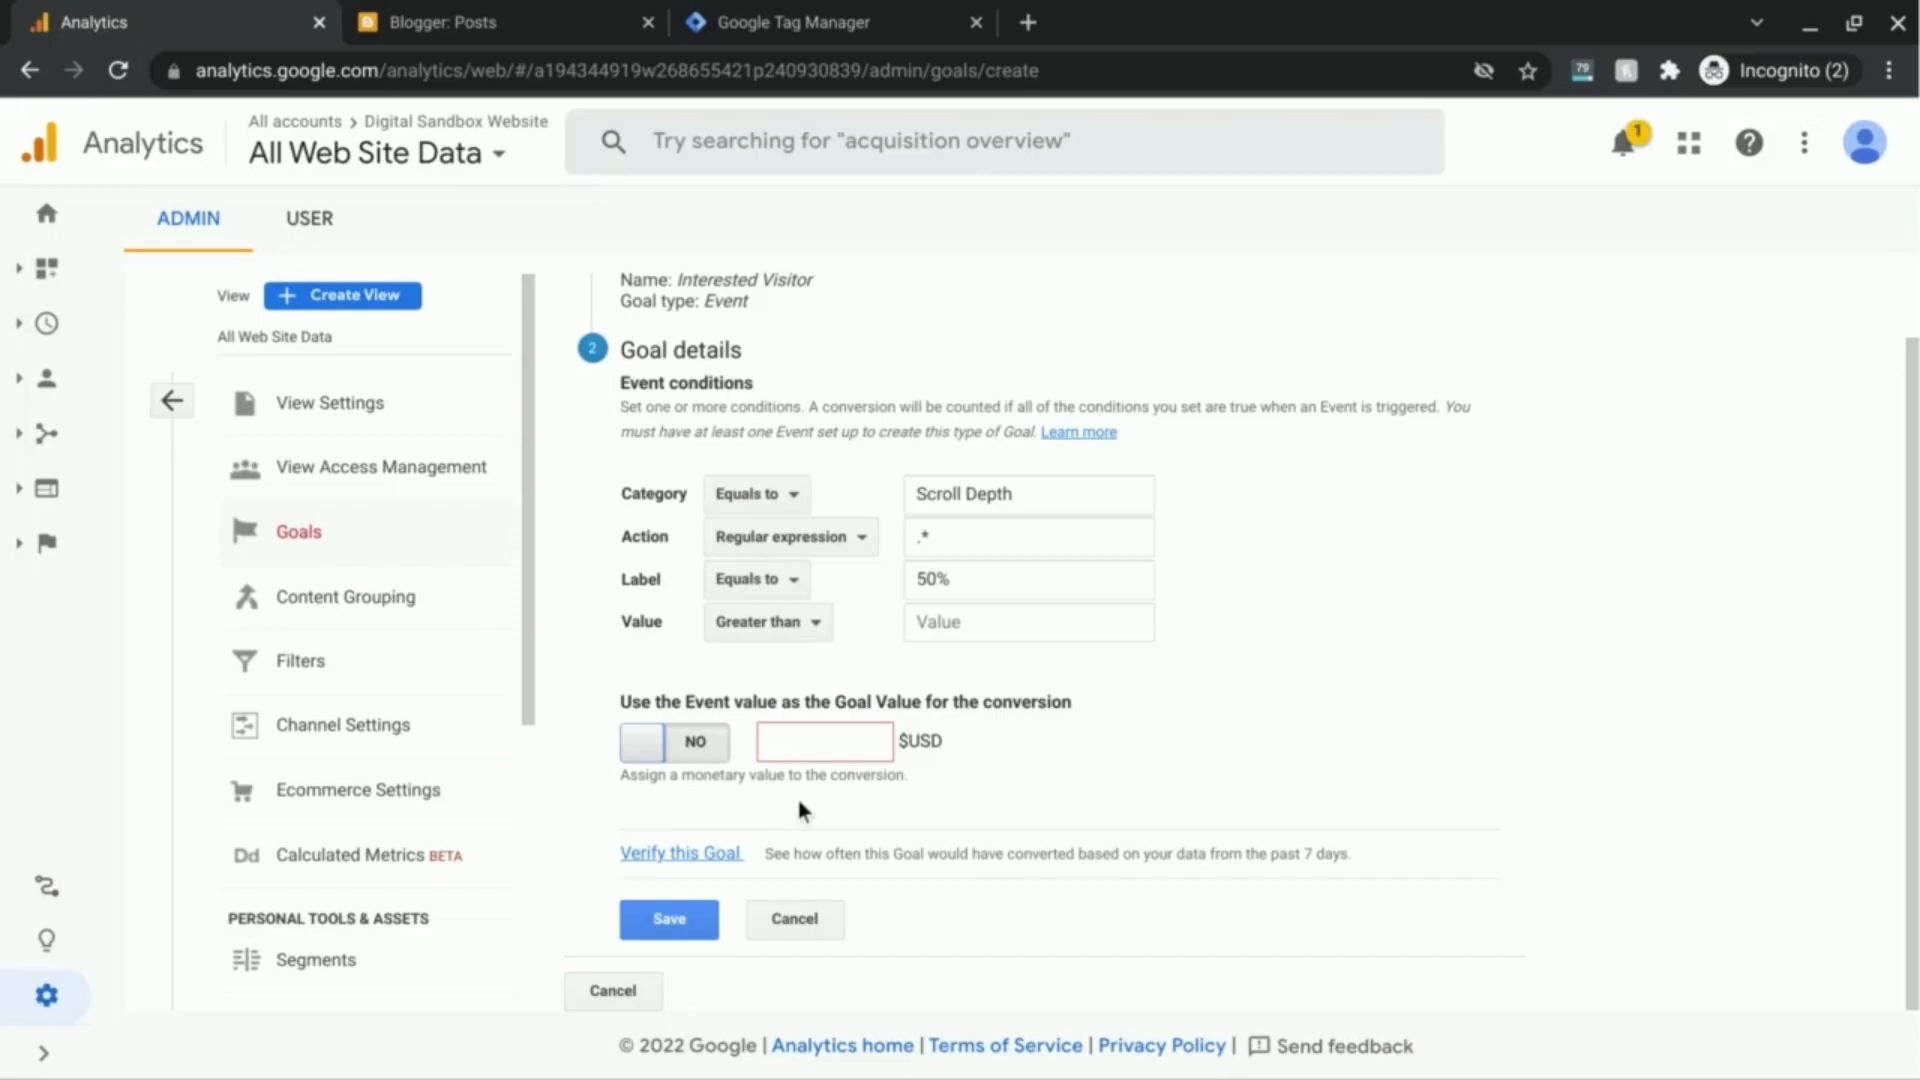 Analytics
Blogger: Posts
Google Tag Manager
analytics.google.com/analytics/web/#/a194344919w268655421p240930839/admin/goals/create
79
Incognito (2)
Analytics
All accounts > Digital Sandbox Website
All Web Site Data
Try searching for "acquisition overview"
1
ADMIN
USER
View
+ Create View
All Web Site Data
View Settings
View Access Management
Goals
Content Grouping
Filters
Channel Settings
Ecommerce Settings
Dd Calculated Metrics BETA
PERSONAL TOOLS & ASSETS
Segments
Name: Interested Visitor
Goal type: Event
2 Goal details
Event conditions
Set one or more conditions. A conversion will be counted if all of the conditions you set are true when an Event is triggered. You
must have at least one Event set up to create this type of Goal. Learn more
Category Equals to Scroll Depth
Action Regular expression .*
Label Equals to 50%
Value Greater than Value
Use the Event value as the Goal Value for the conversion
NO $USD
Assign a monetary value to the conversion.
Verify this Goal See how often this Goal would have converted based on your data from the past 7 days.
Save Cancel
Cancel
© 2022 Google | Analytics home | Terms of Service | Privacy Policy | Send feedback